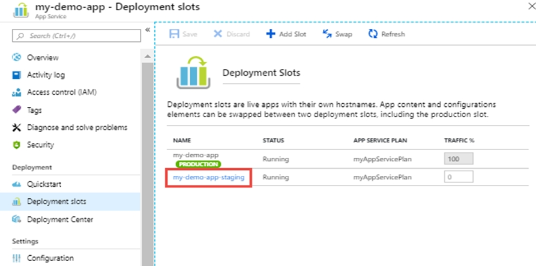 my-demo-app - Deployment slots
App Service
Search (Ctrl+/)
Overview
Activity log
Access control (IAM)
Tags
Diagnose and solve problems
Security
Deployment
Quickstart
Deployment slots
Deployment Center
Settings
Configuration
Save Discard Add Slot Swap Refresh
Deployment Slots
Deployment slots are live apps with their own hostnames. App content and configurations
elements can be swapped between two deployment slots, including the production slot.
NAME STATUS APP SERVICE PLAN TRAFFIC %
my-demo-app Running myAppServicePlan 100
PRODUCTION
my-demo-app-staging Running myAppServicePlan 0